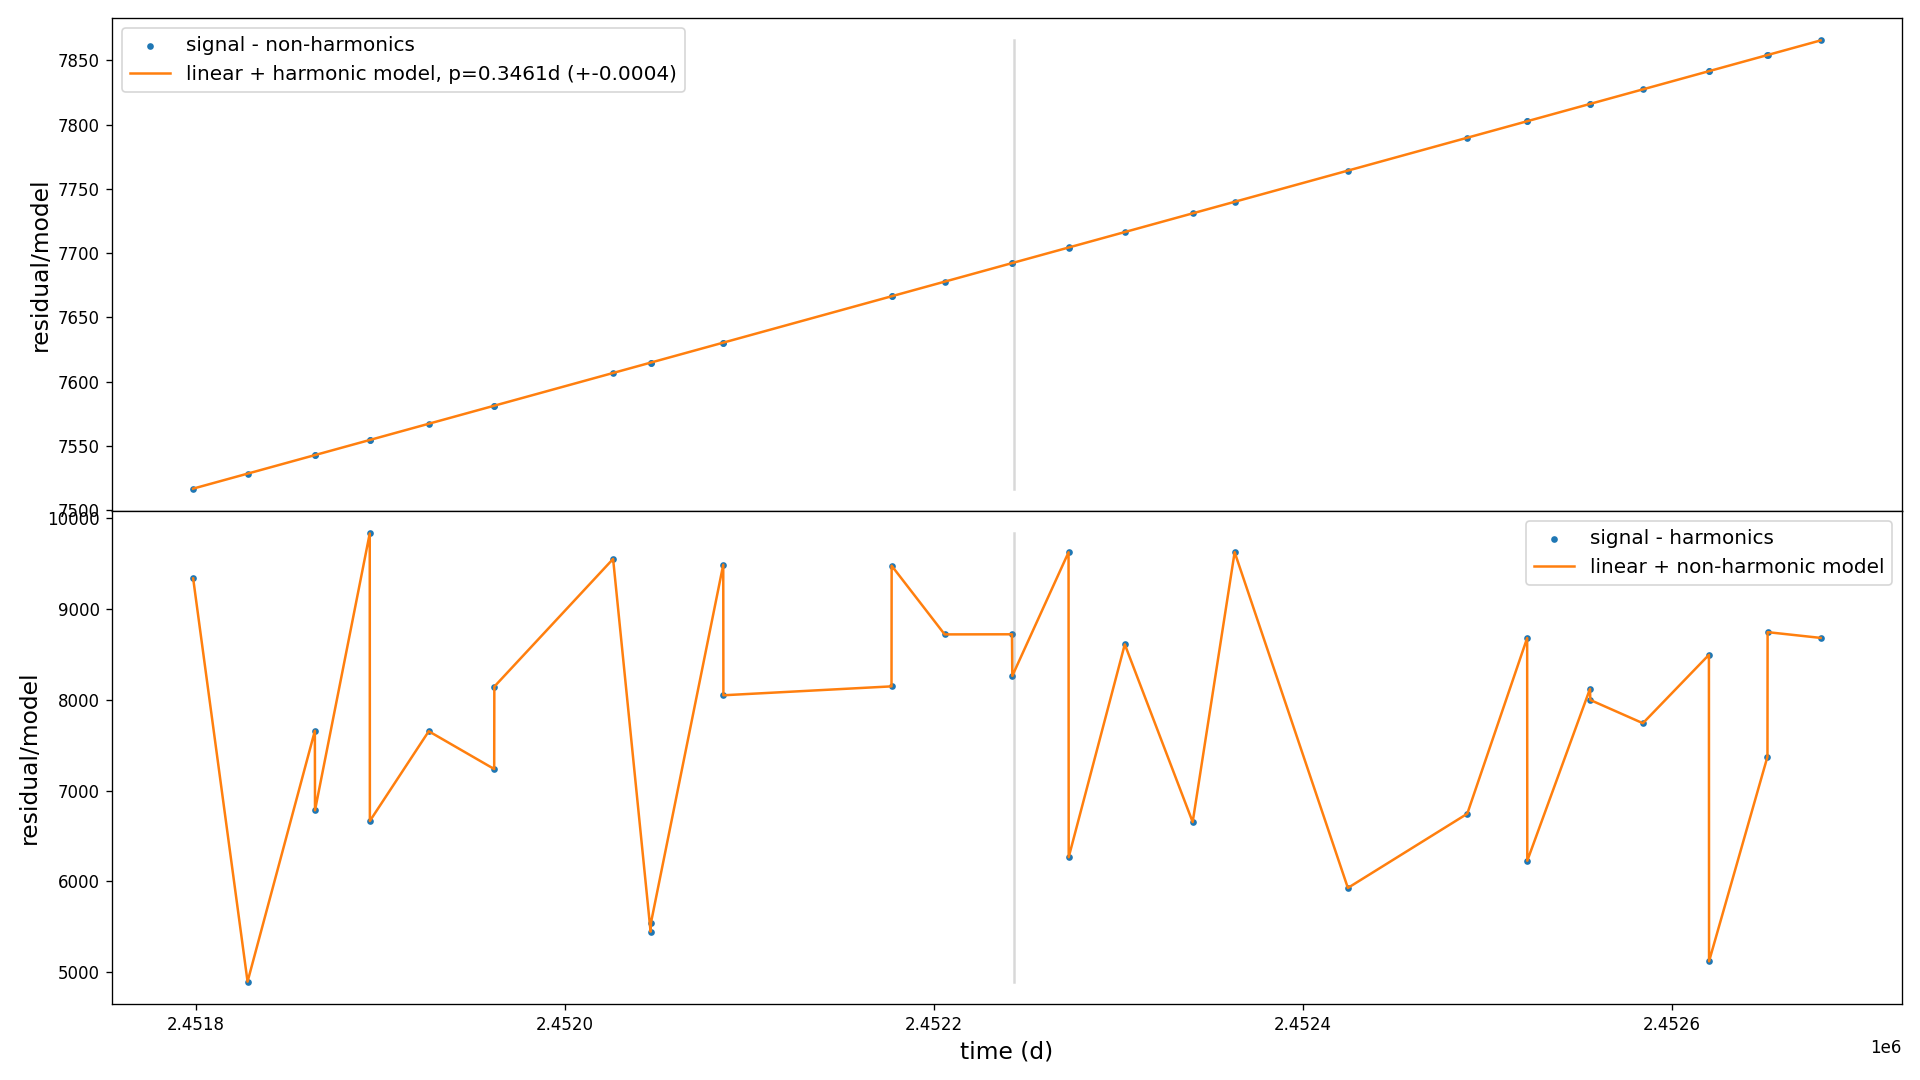 signal - non-harmonics
linear + harmonic model, p=0.3461d (+-0.0004)
residual/model
7850
7800
7750
7700
7650
7600
7550
7500
signal - harmonics
linear + non-harmonic model
residual/model
10000
9000
8000
7000
6000
5000
2.4518 2.4520 2.4522 2.4524 2.4526
time (d)
1e6